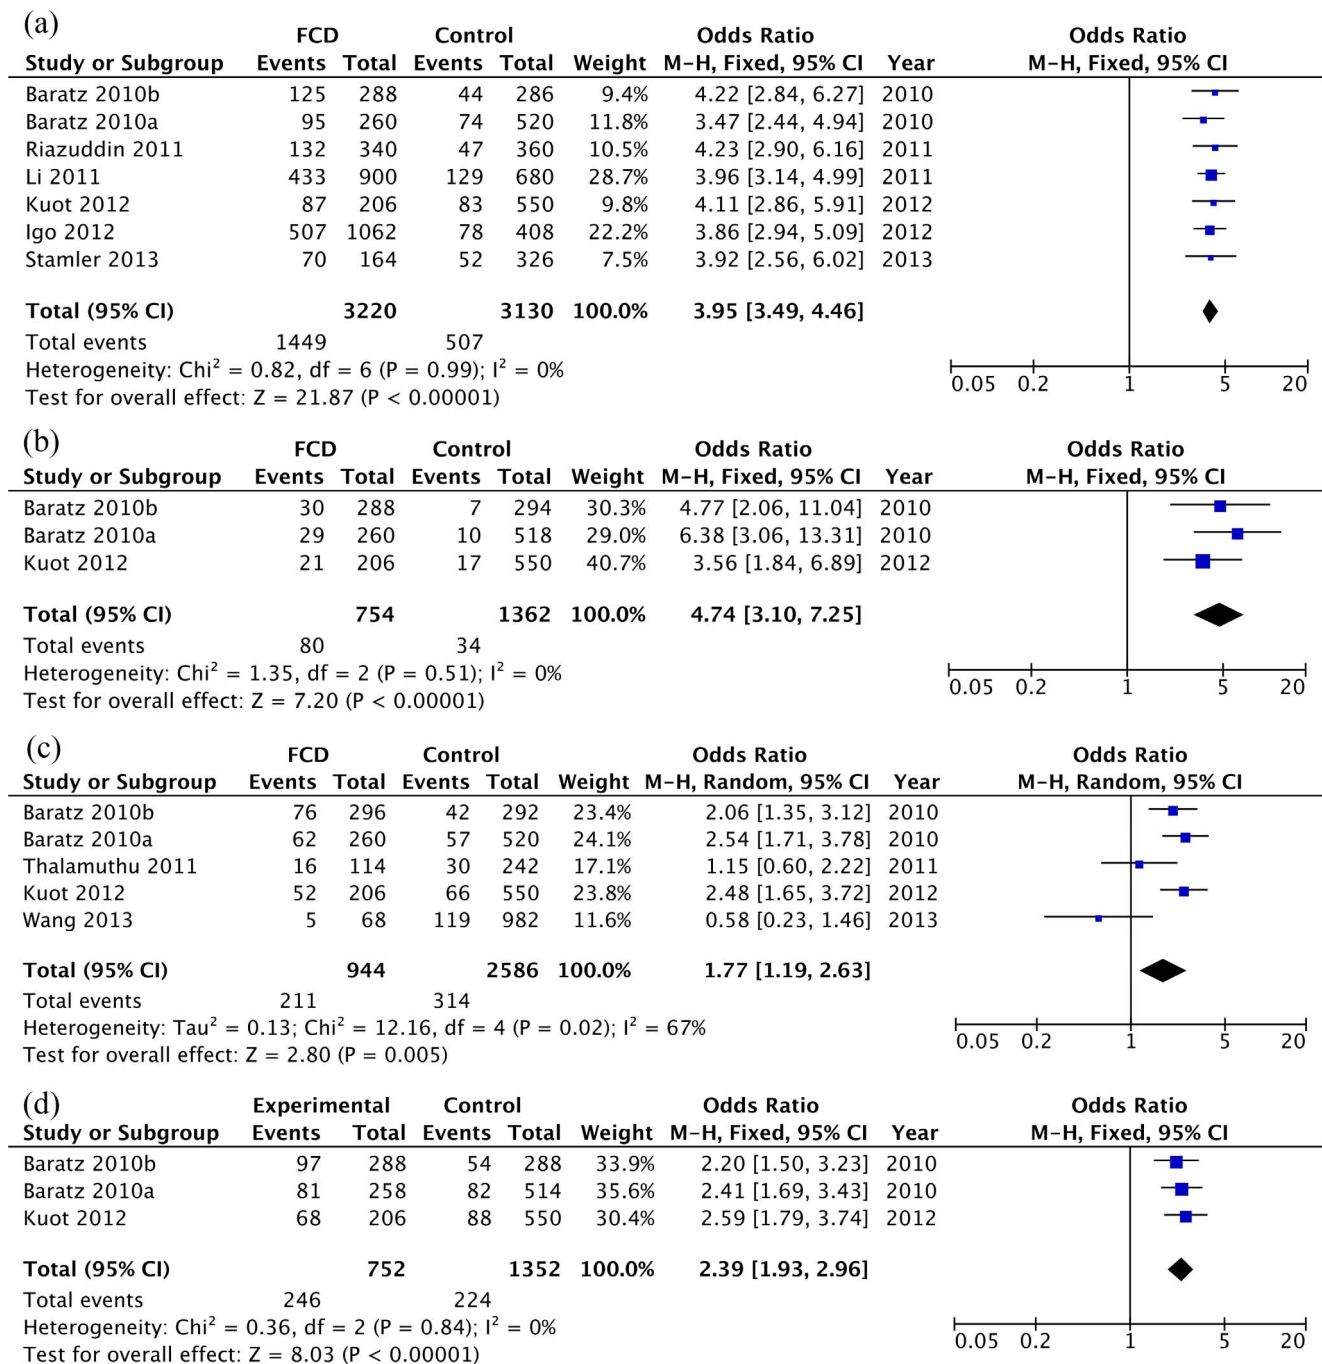 (a)
FCD Control Odds Ratio Odds Ratio
Study or Subgroup Events Total Events Total Weight M-H, Fixed, 95% CI Year M-H, Fixed, 95% CI
Baratz 2010b 125 288 44 286 9.4% 4.22 [2.84, 6.27] 2010
Baratz 2010a 95 260 74 520 11.8% 3.47 [2.44, 4.94] 2010
Riazuddin 2011 132 340 47 360 10.5% 4.23 [2.90, 6.16] 2011
Li 2011 433 900 129 680 28.7% 3.96 [3.14, 4.99] 2011
Kuot 2012 87 206 83 550 9.8% 4.11 [2.86, 5.91] 2012
Igo 2012 507 1062 78 408 22.2% 3.86 [2.94, 5.09] 2012
Stamler 2013 70 164 52 326 7.5% 3.92 [2.56, 6.02] 2013
Total (95% CI) 3220 3130 100.0% 3.95 [3.49, 4.46]
Total events 1449 507
Heterogeneity: Chi² = 0.82, df = 6 (P = 0.99); I² = 0%
Test for overall effect: Z = 21.87 (P < 0.00001)
0.05 0.2 1 5 20
(b)
FCD Control Odds Ratio Odds Ratio
Study or Subgroup Events Total Events Total Weight M-H, Fixed, 95% CI Year M-H, Fixed, 95% CI
Baratz 2010b 30 288 7 294 30.3% 4.77 [2.06, 11.04] 2010
Baratz 2010a 29 260 10 518 29.0% 6.38 [3.06, 13.31] 2010
Kuot 2012 21 206 17 550 40.7% 3.56 [1.84, 6.89] 2012
Total (95% CI) 754 1362 100.0% 4.74 [3.10, 7.25]
Total events 80 34
Heterogeneity: Chi² = 1.35, df = 2 (P = 0.51); I² = 0%
Test for overall effect: Z = 7.20 (P < 0.00001)
0.05 0.2 1 5 20
(c)
FCD Control Odds Ratio Odds Ratio
Study or Subgroup Events Total Events Total Weight M-H, Random, 95% CI Year M-H, Random, 95% CI
Baratz 2010b 76 296 42 292 23.4% 2.06 [1.35, 3.12] 2010
Baratz 2010a 62 260 57 520 24.1% 2.54 [1.71, 3.78] 2010
Thalamuthu 2011 16 114 30 242 17.1% 1.15 [0.60, 2.22] 2011
Kuot 2012 52 206 66 550 23.8% 2.48 [1.65, 3.72] 2012
Wang 2013 5 68 119 982 11.6% 0.58 [0.23, 1.46] 2013
Total (95% CI) 944 2586 100.0% 1.77 [1.19, 2.63]
Total events 211 314
Heterogeneity: Tau² = 0.13; Chi² = 12.16, df = 4 (P = 0.02); I² = 67%
Test for overall effect: Z = 2.80 (P = 0.005)
0.05 0.2 1 5 20
(d)
Experimental Control Odds Ratio Odds Ratio
Study or Subgroup Events Total Events Total Weight M-H, Fixed, 95% CI Year M-H, Fixed, 95% CI
Baratz 2010b 97 288 54 288 33.9% 2.20 [1.50, 3.23] 2010
Baratz 2010a 81 258 82 514 35.6% 2.41 [1.69, 3.43] 2010
Kuot 2012 68 206 88 550 30.4% 2.59 [1.79, 3.74] 2012
Total (95% CI) 752 1352 100.0% 2.39 [1.93, 2.96]
Total events 246 224
Heterogeneity: Chi² = 0.36, df = 2 (P = 0.84); I² = 0%
Test for overall effect: Z = 8.03 (P < 0.00001)
0.05 0.2 1 5 20